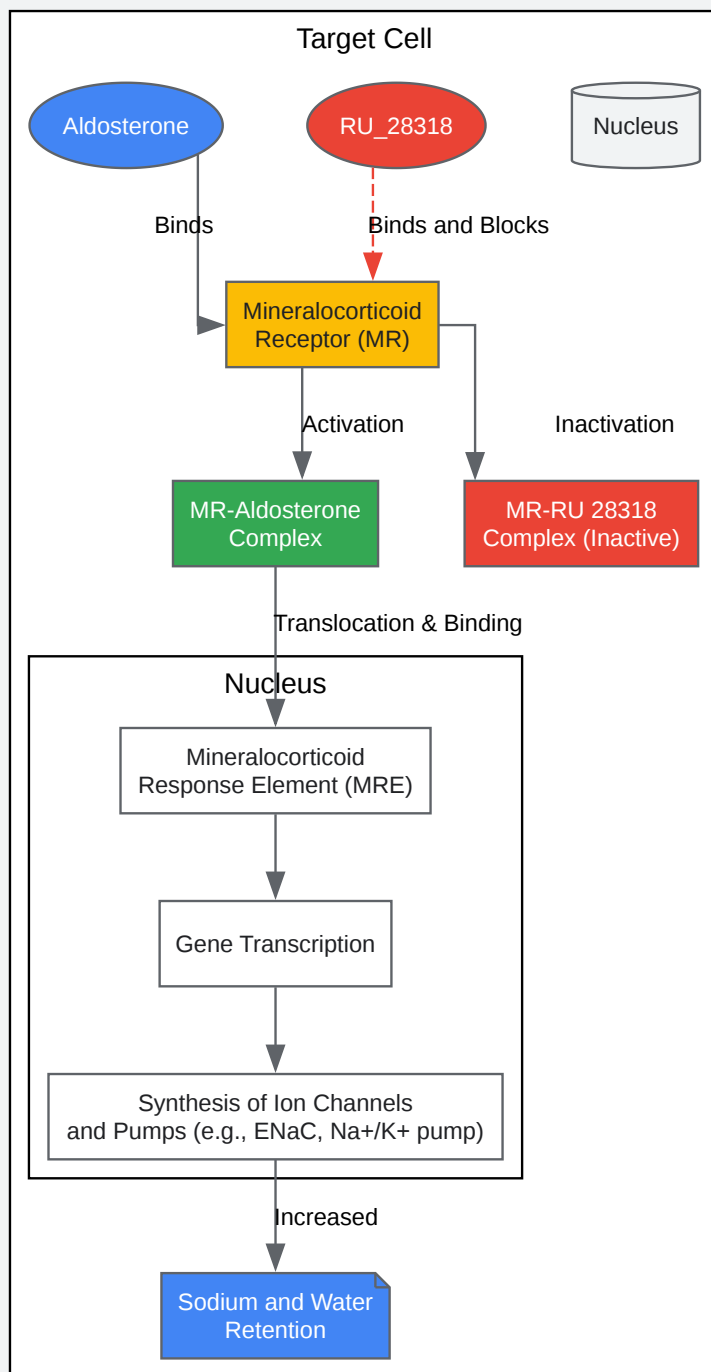 Target Cell
Aldosterone
RU_28318
Nucleus
Binds
Binds and Blocks
Mineralocorticoid
Receptor (MR)
Activation
Inactivation
MR-Aldosterone
Complex
MR-RU 28318
Complex (Inactive)
Translocation & Binding
Nucleus
Mineralocorticoid
Response Element (MRE)
Gene Transcription
Synthesis of Ion Channels
and Pumps (e.g., ENaC, Na+/K+ pump)
Increased
Sodium and Water
Retention